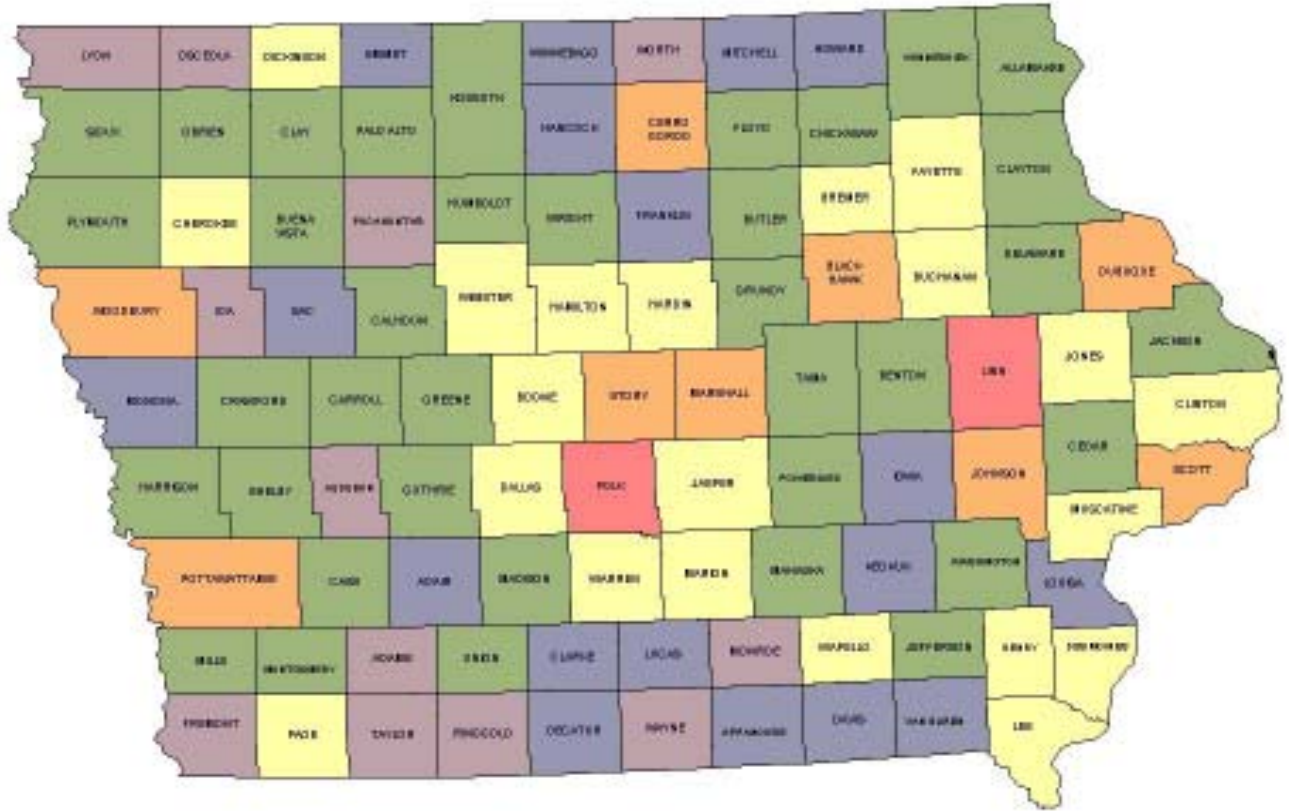 LYON
OSCEOLA
DICKINSON
EMMET
WINNEBAGO
WORTH
MITCHELL
HOWARD
WINNESHIEK
ALLAMAKEE
KOSSUTH
SIOUX
OBRIEN
CLAY
PALO ALTO
HANCOCK
CERRO
GORDO
FLOYD
CHICKASAW
FAYETTE
CLAYTON
PLYMOUTH
CHEROKEE
BUENA
VISTA
POCAHONTAS
HUMBOLDT
WRIGHT
FRANKLIN
BUTLER
BREMER
WOODBURY
IDA
SAC
CALHOUN
WEBSTER
HAMILTON
HARDIN
GRUNDY
BLACK
HAWK
BUCHANAN
DELAWARE
DUBUQUE
MONONA
CRAWFORD
CARROLL
GREENE
BOONE
STORY
MARSHALL
TAMA
BENTON
LINN
JONES
JACKSON
CLINTON
HARRISON
SHELBY
AUDUBON
GUTHRIE
DALLAS
POLK
JASPER
POWESHIEK
IOWA
JOHNSON
CEDAR
SCOTT
MUSCATINE
POTTAWATTAMIE
CASS
ADAIR
MADISON
WARREN
MARION
MAHASKA
KEOKUK
WASHINGTON
LOUISA
MILLS
MONTGOMERY
ADAMS
UNION
CLARKE
LUCAS
MONROE
WAPELLO
JEFFERSON
HENRY
DES MOINES
FREMONT
PAGE
TAYLOR
RINGGOLD
DECATUR
WAYNE
APPANOOSE
DAVIS
VAN BUREN
LEE